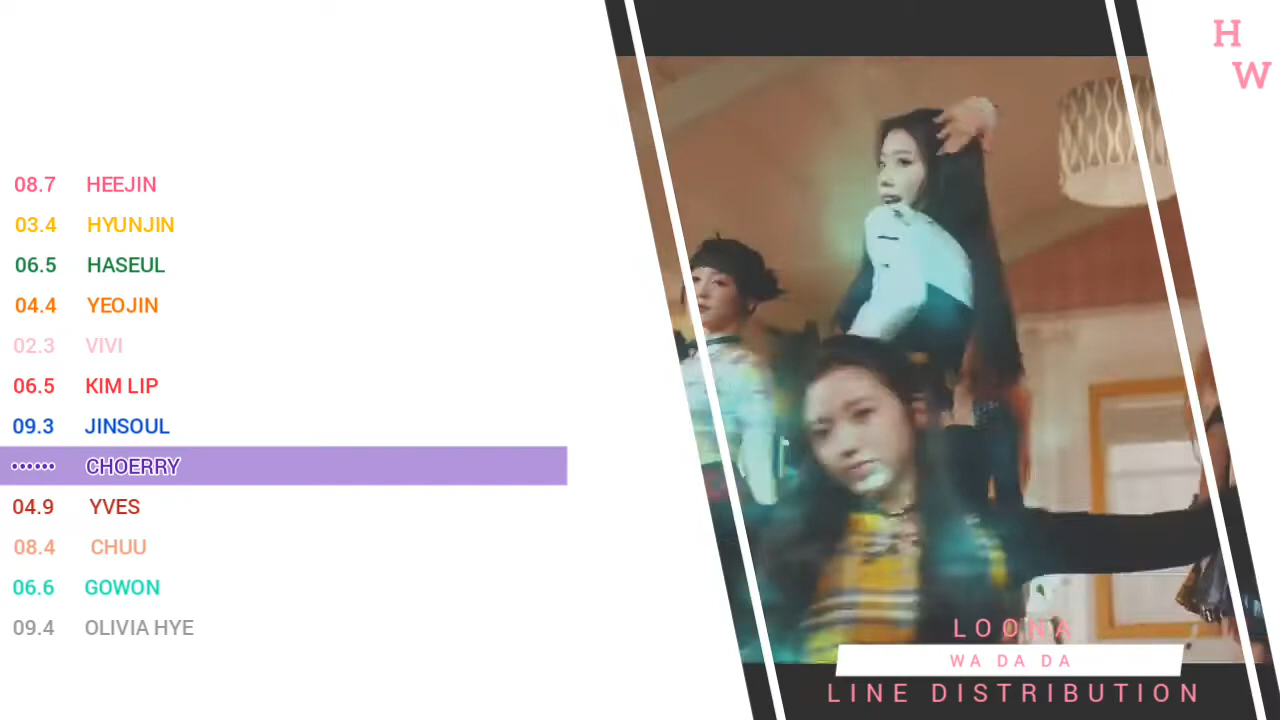 H
W
08.7 HEEJIN
03.4 HYUNJIN
06.5 HASEUL
04.4 YEOJIN
02.3 VIVI
06.5 KIM LIP
09.3 JINSOUL
•••••• CHOERRY
04.9 YVES
08.4 CHUU
06.6 GOWON
09.4 OLIVIA HYE
LOONA
WA DA DA
LINE DISTRIBUTION